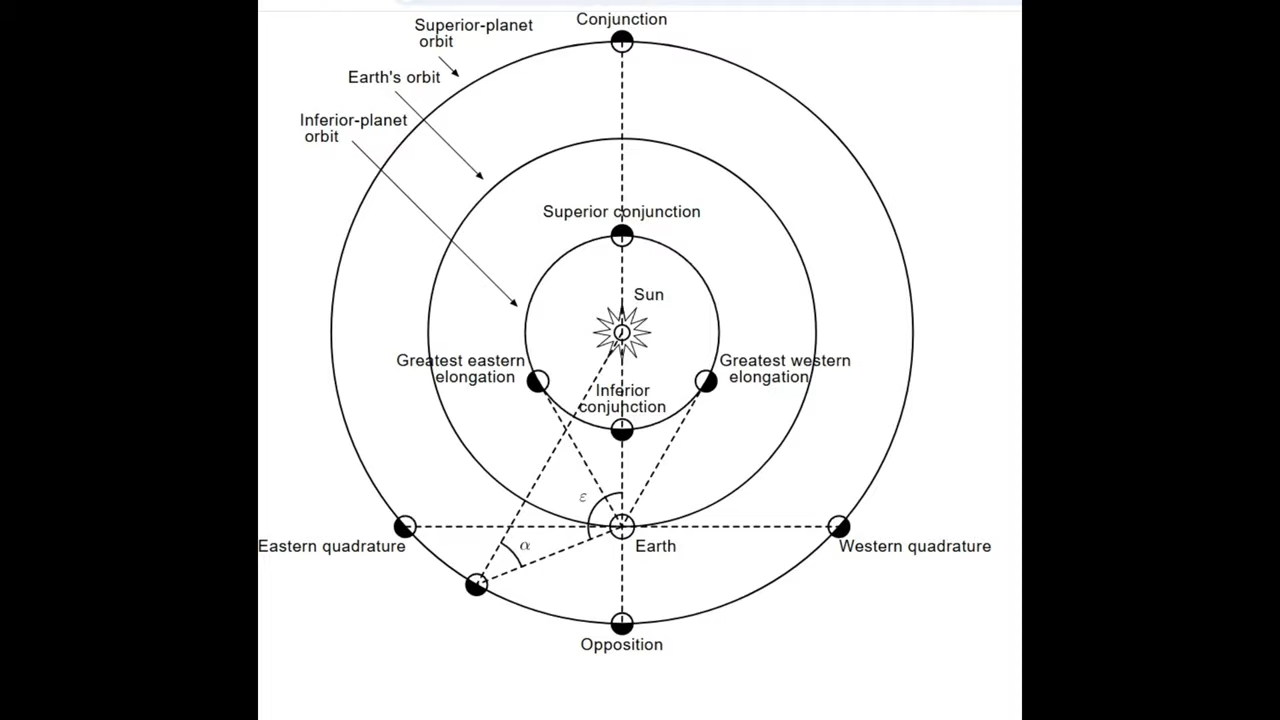 Conjunction
Superior-planet
orbit
Earth's orbit
Inferior-planet
orbit
Superior conjunction
Sun
Greatest eastern
elongation
Greatest western
elongation
Inferior
conjunction
ε
α
Eastern quadrature
Earth
Western quadrature
Opposition